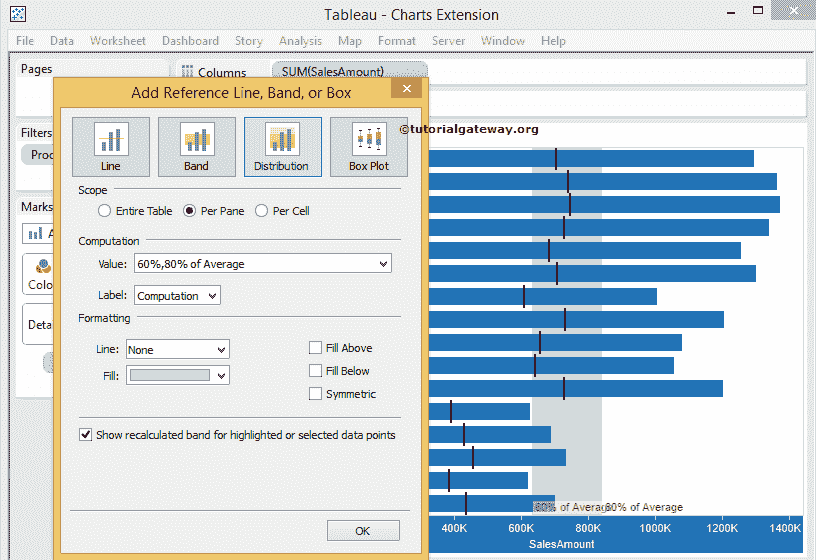 Tableau - Charts Extension
File Data Worksheet Dashboard Story Analysis Map Format Server Window Help
Pages
Columns
SUM(SalesAmount)
Add Reference Line, Band, or Box
©tutorialgateway.org
Line Band Distribution Box Plot
Filters
Proc
Scope
Entire Table Per Pane Per Cell
Marks
Computation
Value: 60%,80% of Average
Colo
Label: Computation
Formatting
Deta
Line: None
Fill Above
Fill:
Fill Below
Symmetric
Show recalculated band for highlighted or selected data points
60% of Average 80% of Average
400K 600K 800K 1000K 1200K 1400K
SalesAmount
OK